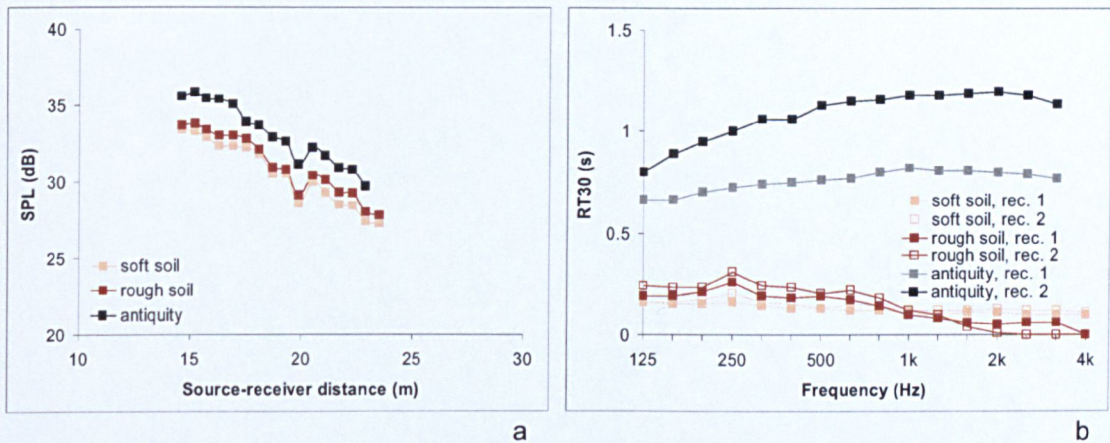 40
35
30
25
20
SPL (dB)
soft soil
rough soil
antiquity
10
15
20
25
30
Source-receiver distance (m)
a
1.5
1
0.5
0
RT30 (s)
soft soil, rec. 1
soft soil, rec. 2
rough soil, rec. 1
rough soil, rec. 2
antiquity, rec. 1
antiquity, rec. 2
125
250
500
1k
2k
4k
Frequency (Hz)
b